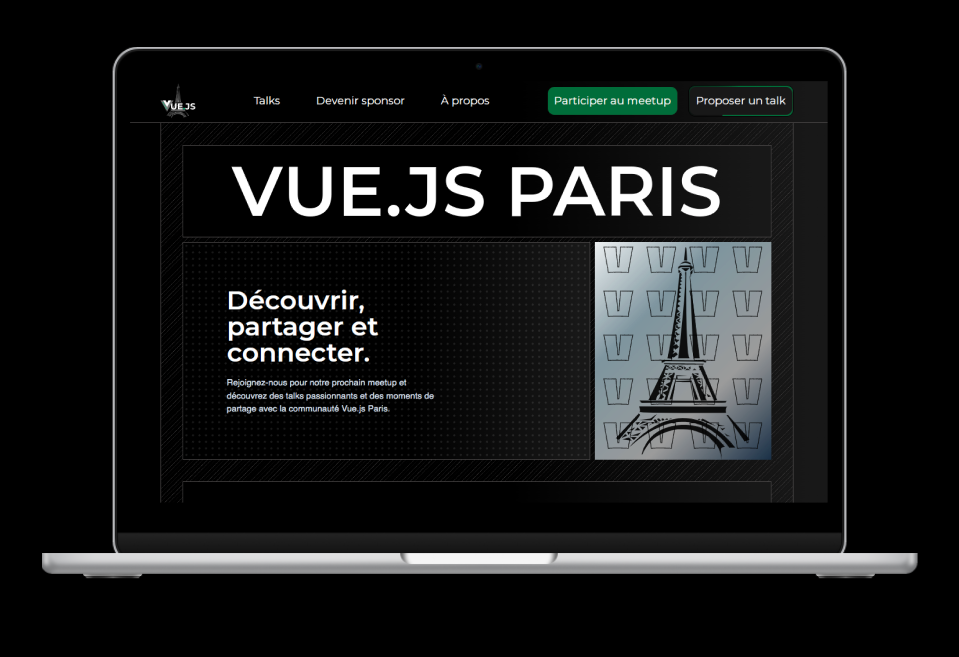 VUE.JS
Talks
Devenir sponsor
À propos
Participer au meetup
Proposer un talk
VUE.JS PARIS
Découvrir,
partager et
connecter.
Rejoignez-nous pour notre prochain meetup et
découvrez des talks passionnants et des moments de
partage avec la communauté Vue.js Paris.